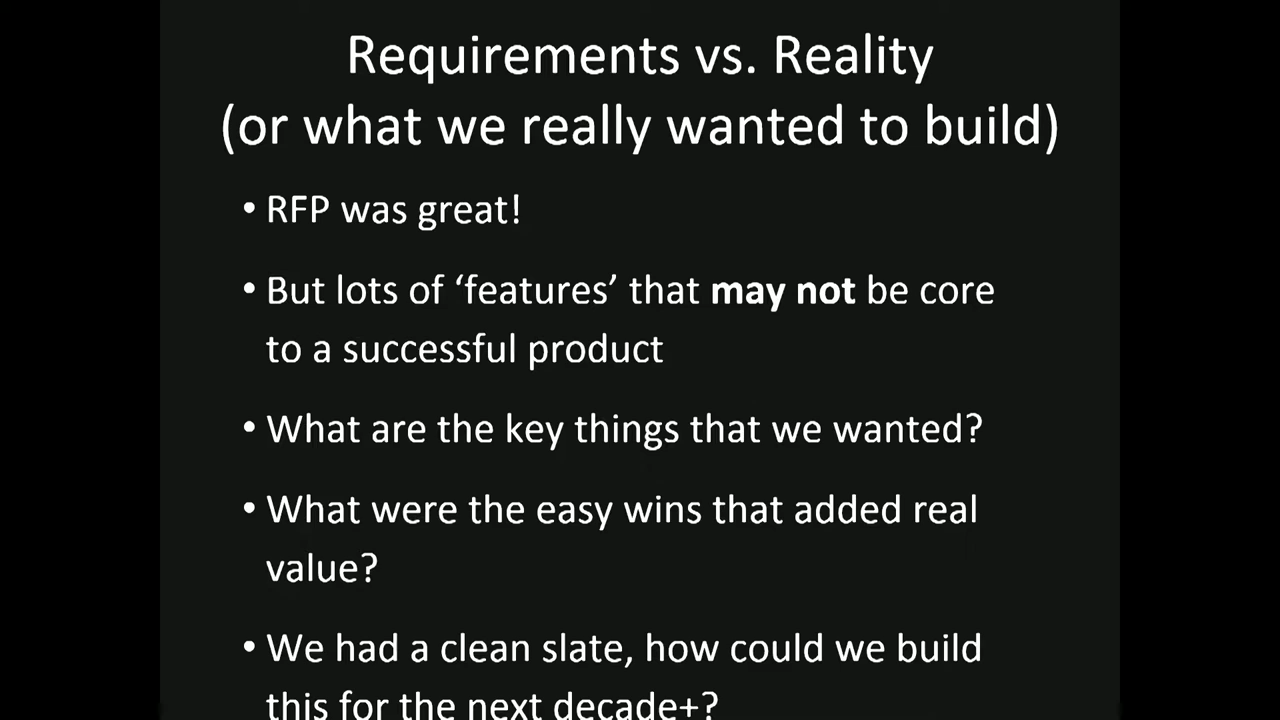 Requirements vs. Reality
(or what we really wanted to build)
• RFP was great!
• But lots of ‘features’ that may not be core
to a successful product
• What are the key things that we wanted?
• What were the easy wins that added real
value?
• We had a clean slate, how could we build
this for the next decade+?